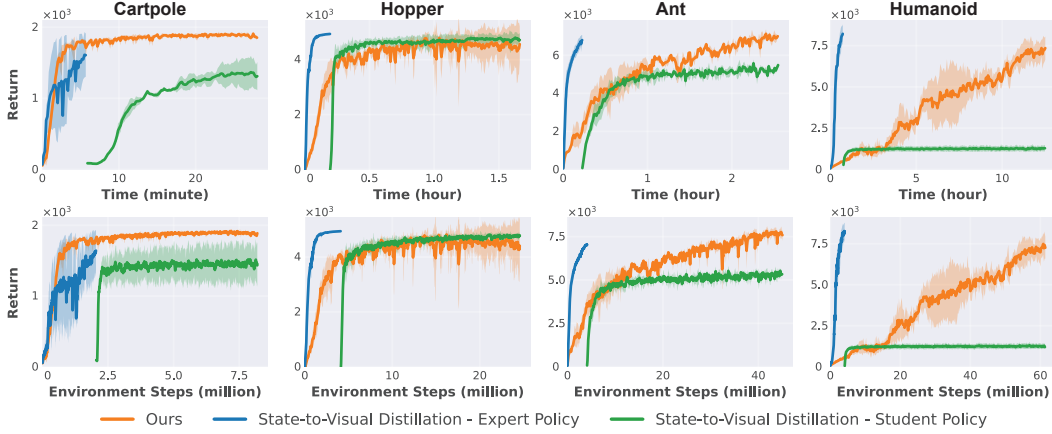 Cartpole Hopper Ant Humanoid
×10³ ×10³ ×10³ ×10³
Return
2
1
0
0 10 20
Time (minute)
4
2
0
0.0 0.5 1.0 1.5
Time (hour)
6
4
2
0
0 1 2
Time (hour)
7.5
5.0
2.5
0
5 10
Time (hour)
×10³ ×10³ ×10³ ×10³
Return
2
1
0
0 2.5 5.0 7.5
Environment Steps (million)
4
2
0
0 10 20
Environment Steps (million)
7.5
5.0
2.5
0
0 20 40
Environment Steps (million)
7.5
5.0
2.5
0
20 40 60
Environment Steps (million)
Ours State-to-Visual Distillation - Expert Policy State-to-Visual Distillation - Student Policy